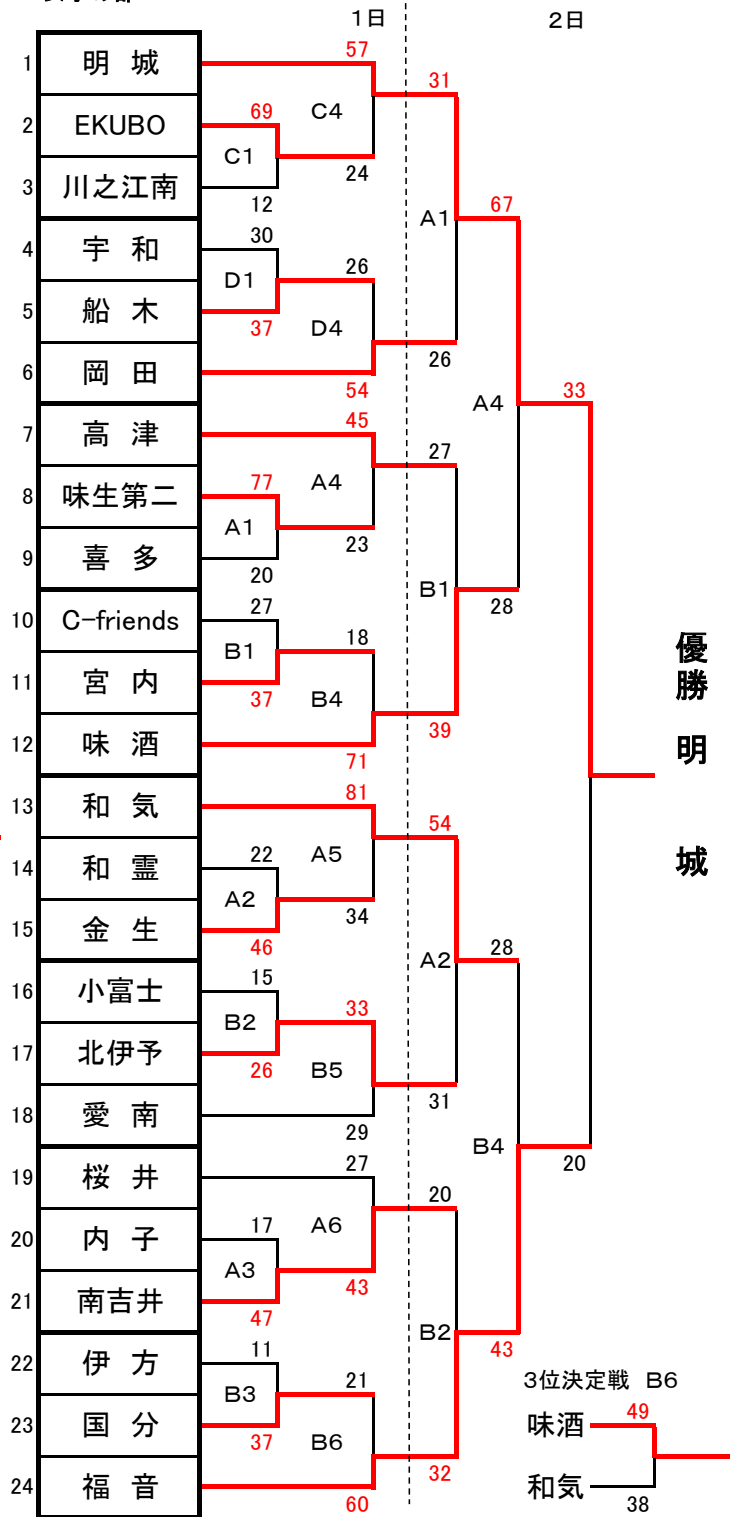 1日
2日
57
1
明 城
31
69
C4
2
EKUBO
C1
3
川之江南
24
12
A1
67
4
宇 和
30
26
D1
5
船 木
37
D4
6
岡 田
26
54
A4
33
7
高 津
45
27
77
A4
8
味生第二
A1
9
喜 多
23
20
B1
28
10
C-friends
27
18
B1
11
宮 内
37
B4
12
味 酒
39
71
優勝 明 城
13
和 気
81
54
22
A5
14
和 霊
A2
15
金 生
34
46
A2
28
16
小富士
15
33
B2
17
北伊予
26
B5
18
愛 南
31
29
B4
20
19
桜 井
27
20
17
A6
20
内 子
A3
21
南吉井
43
47
B2
43
22
伊 方
11
21
B3
23
国 分
37
B6
24
福 音
32
60
3位決定戦 B6
味酒
49
和気
38